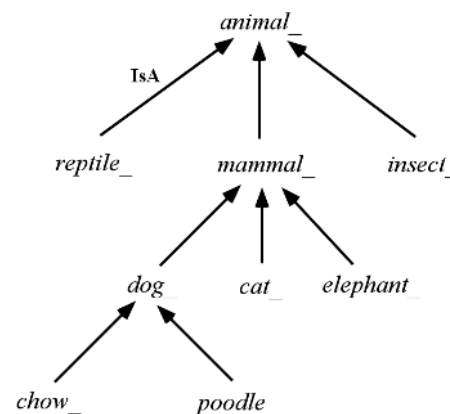 animal_
IsA
reptile_ mammal_ insect_
dog_ cat_ elephant_
chow_ poodle